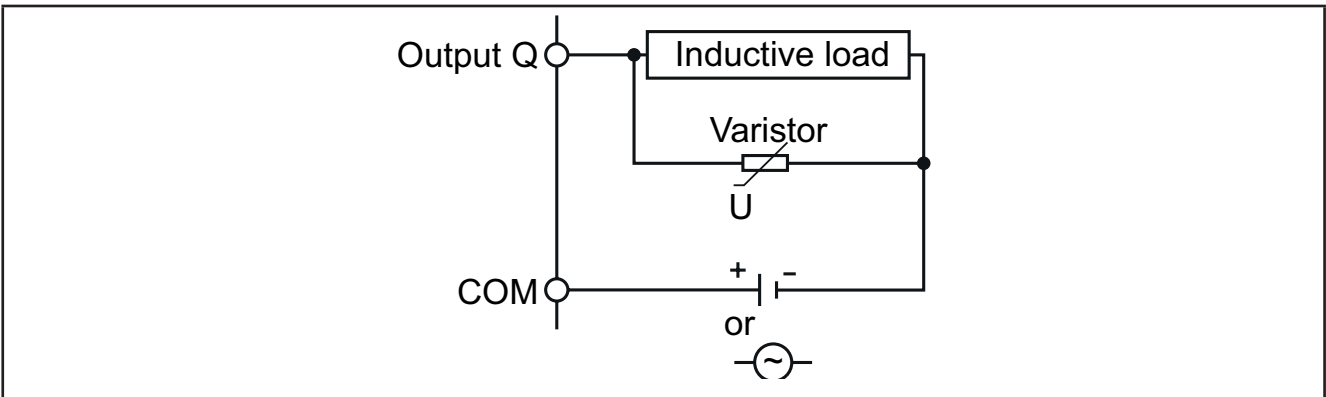 Output Q
Inductive load
Varistor
U
COM
+ -
or
~